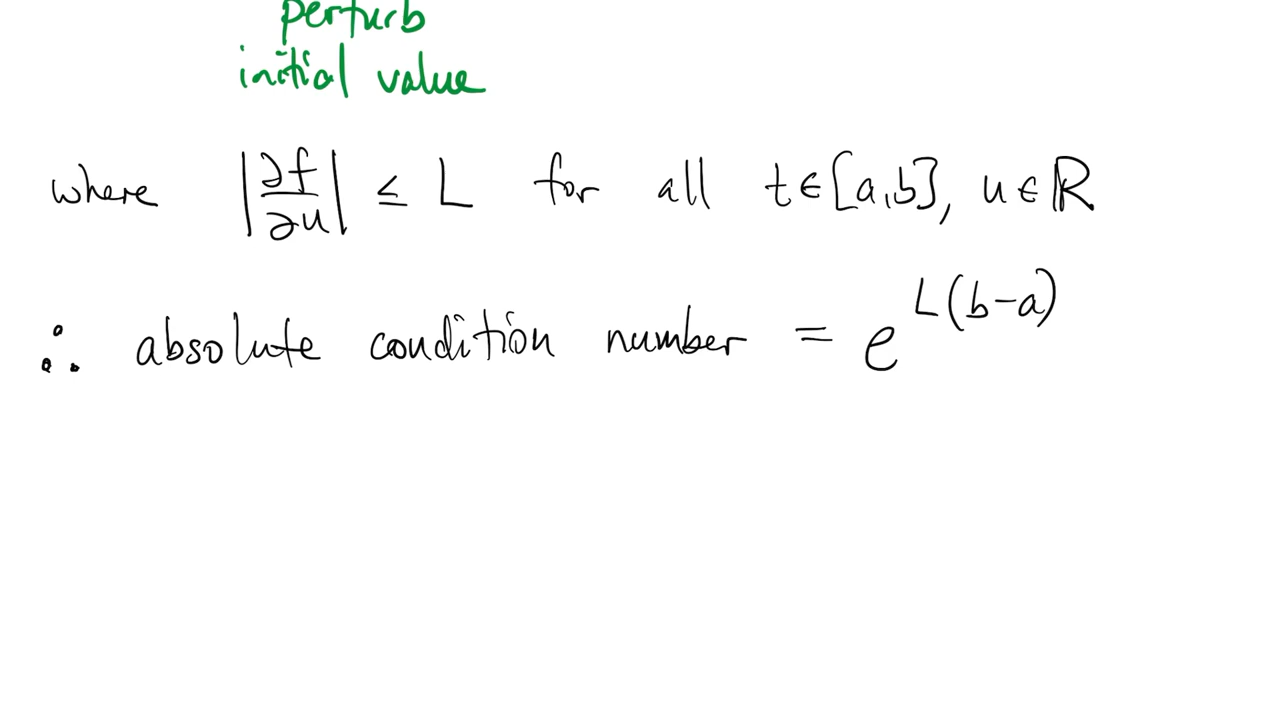 perturb
initial value
where |∂f/∂u| ≤ L for all t∈[a,b], u∈ℝ
∴ absolute condition number = e^{L(b-a)}